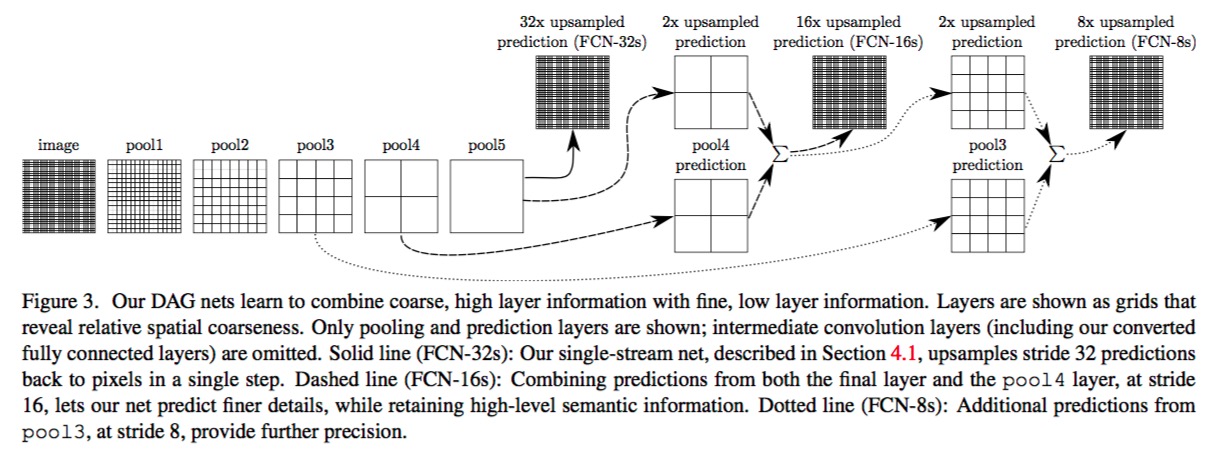 32x upsampled
prediction (FCN-32s)
2x upsampled
prediction
16x upsampled
prediction (FCN-16s)
2x upsampled
prediction
8x upsampled
prediction (FCN-8s)
image
pool1
pool2
pool3
pool4
pool5
pool4
prediction
Σ
pool3
prediction
Σ
Figure 3. Our DAG nets learn to combine coarse, high layer information with fine, low layer information. Layers are shown as grids that
reveal relative spatial coarseness. Only pooling and prediction layers are shown; intermediate convolution layers (including our converted
fully connected layers) are omitted. Solid line (FCN-32s): Our single-stream net, described in Section 4.1, upsamples stride 32 predictions
back to pixels in a single step. Dashed line (FCN-16s): Combining predictions from both the final layer and the pool4 layer, at stride
16, lets our net predict finer details, while retaining high-level semantic information. Dotted line (FCN-8s): Additional predictions from
pool3, at stride 8, provide further precision.